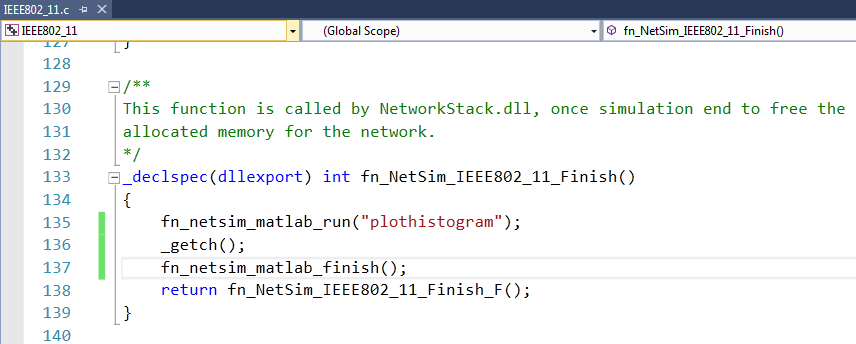 IEEE802_11.c
IEEE802_11 (Global Scope) fn_NetSim_IEEE802_11_Finish()
127 }
128
129 /**
130 This function is called by NetworkStack.dll, once simulation end to free the
131 allocated memory for the network.
132 */
133 _declspec(dllexport) int fn_NetSim_IEEE802_11_Finish()
134 {
135 fn_netsim_matlab_run("plothistogram");
136 _getch();
137 fn_netsim_matlab_finish();
138 return fn_NetSim_IEEE802_11_Finish_F();
139 }
140